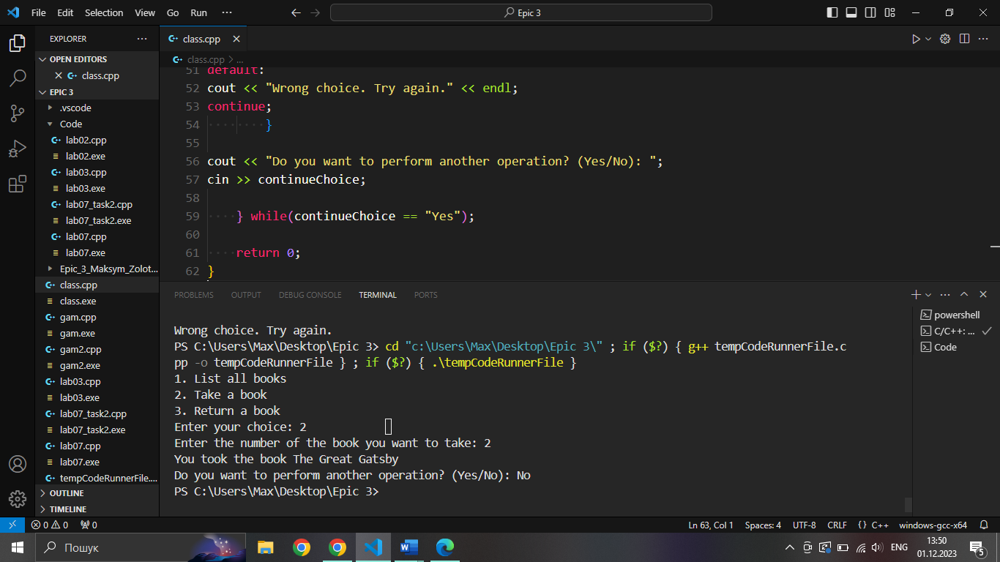 File Edit Selection View Go Run ··· Epic 3
EXPLORER ···
OPEN EDITORS
class.cpp
EPIC 3
.vscode
Code
lab02.cpp
lab02.exe
lab03.cpp
lab03.exe
lab07_task2.cpp
lab07_task2.exe
lab07.cpp
lab07.exe
Epic_3_Maksym_Zolot...
class.cpp
class.exe
gam.cpp
gam.exe
gam2.cpp
gam2.exe
lab03.cpp
lab03.exe
lab07_task2.cpp
lab07_task2.exe
lab07.cpp
lab07.exe
tempCodeRunnerFile....
OUTLINE
TIMELINE
class.cpp
class.cpp > ...
51 default:
52 cout << "Wrong choice. Try again." << endl;
53 continue;
54 }
55
56 cout << "Do you want to perform another operation? (Yes/No): ";
57 cin >> continueChoice;
58
59 } while(continueChoice == "Yes");
60
61 return 0;
62 }
PROBLEMS OUTPUT DEBUG CONSOLE TERMINAL PORTS
Wrong choice. Try again.
PS C:\Users\Max\Desktop\Epic 3> cd "c:\Users\Max\Desktop\Epic 3\" ; if ($?) { g++ tempCodeRunnerFile.c
pp -o tempCodeRunnerFile } ; if ($?) { .\tempCodeRunnerFile }
1. List all books
2. Take a book
3. Return a book
Enter your choice: 2
Enter the number of the book you want to take: 2
You took the book The Great Gatsby
Do you want to perform another operation? (Yes/No): No
PS C:\Users\Max\Desktop\Epic 3>
powershell
C/C++: ...
Code
0 0 0 Ln 63, Col 1 Spaces: 4 UTF-8 CRLF {} C++ windows-gcc-x64
Пошук
ENG
13:50
01.12.2023
5